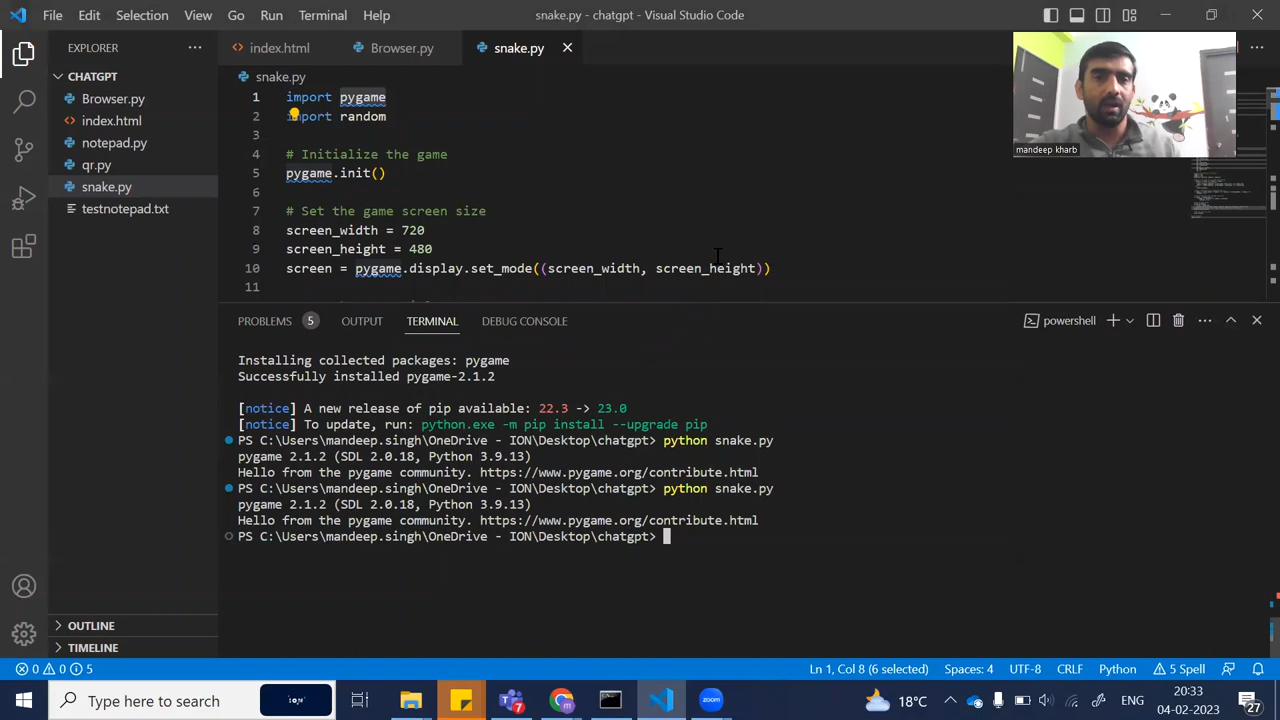 File Edit Selection View Go Run Terminal Help
snake.py - chatgpt - Visual Studio Code
EXPLORER
CHATGPT
Browser.py
index.html
notepad.py
qr.py
snake.py
testnotepad.txt
OUTLINE
TIMELINE
index.html Browser.py snake.py
snake.py
1 import pygame
2 import random
3
4 # Initialize the game
5 pygame.init()
6
7 # Set the game screen size
8 screen_width = 720
9 screen_height = 480
10 screen = pygame.display.set_mode((screen_width, screen_height))
11
mandeep kharb
PROBLEMS 5 OUTPUT TERMINAL DEBUG CONSOLE
powershell
Installing collected packages: pygame
Successfully installed pygame-2.1.2
[notice] A new release of pip available: 22.3 -> 23.0
[notice] To update, run: python.exe -m pip install --upgrade pip
PS C:\Users\mandeep.singh\OneDrive - ION\Desktop\chatgpt> python snake.py
pygame 2.1.2 (SDL 2.0.18, Python 3.9.13)
Hello from the pygame community. https://www.pygame.org/contribute.html
PS C:\Users\mandeep.singh\OneDrive - ION\Desktop\chatgpt> python snake.py
pygame 2.1.2 (SDL 2.0.18, Python 3.9.13)
Hello from the pygame community. https://www.pygame.org/contribute.html
PS C:\Users\mandeep.singh\OneDrive - ION\Desktop\chatgpt>
0 0 5
Ln 1, Col 8 (6 selected) Spaces: 4 UTF-8 CRLF Python 5 Spell
Type here to search
7
zoom
18°C
ENG
20:33
04-02-2023
27